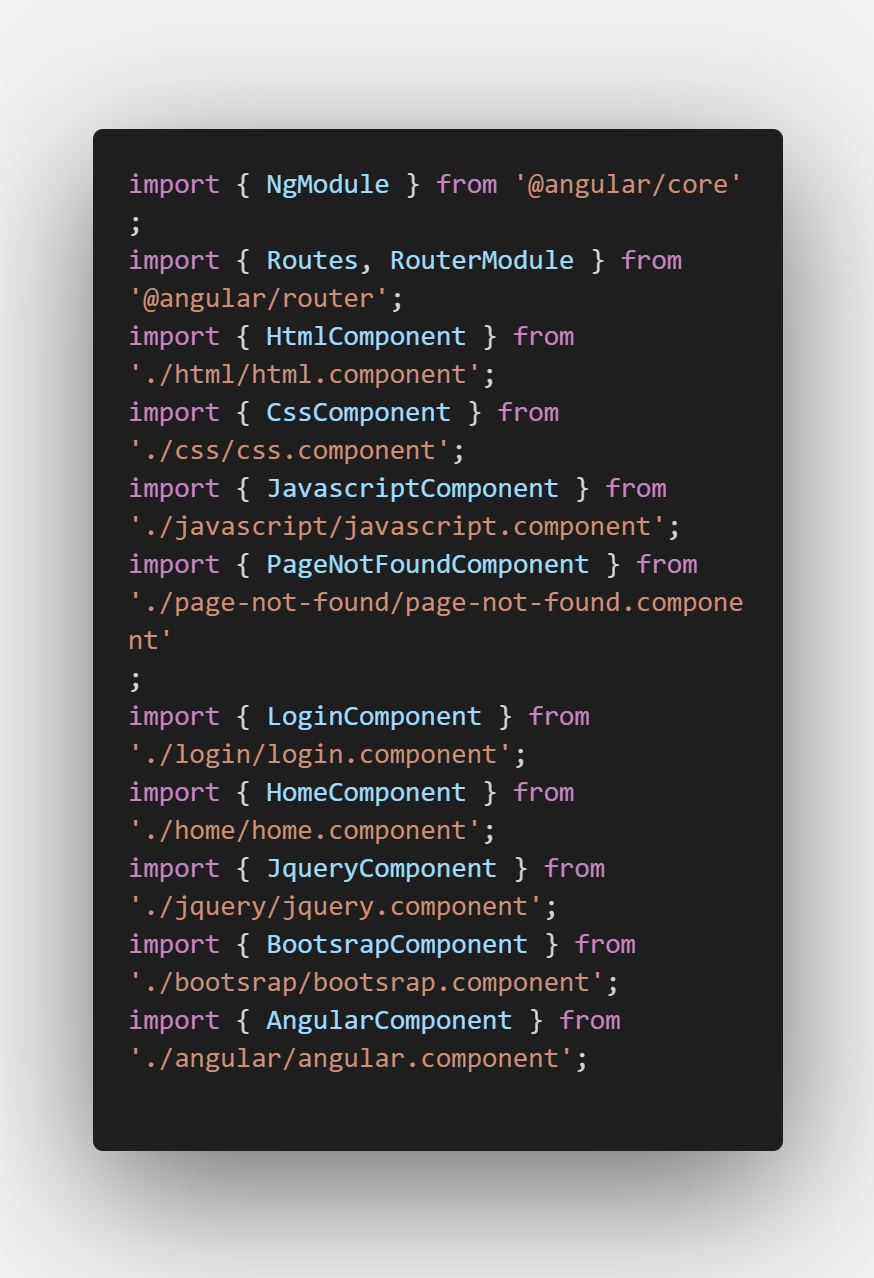 import { NgModule } from '@angular/core'
;
import { Routes, RouterModule } from
'@angular/router';
import { HtmlComponent } from
'./html/html.component';
import { CssComponent } from
'./css/css.component';
import { JavascriptComponent } from
'./javascript/javascript.component';
import { PageNotFoundComponent } from
'./page-not-found/page-not-found.compone
nt'
;
import { LoginComponent } from
'./login/login.component';
import { HomeComponent } from
'./home/home.component';
import { JqueryComponent } from
'./jquery/jquery.component';
import { BootsrapComponent } from
'./bootsrap/bootsrap.component';
import { AngularComponent } from
'./angular/angular.component';